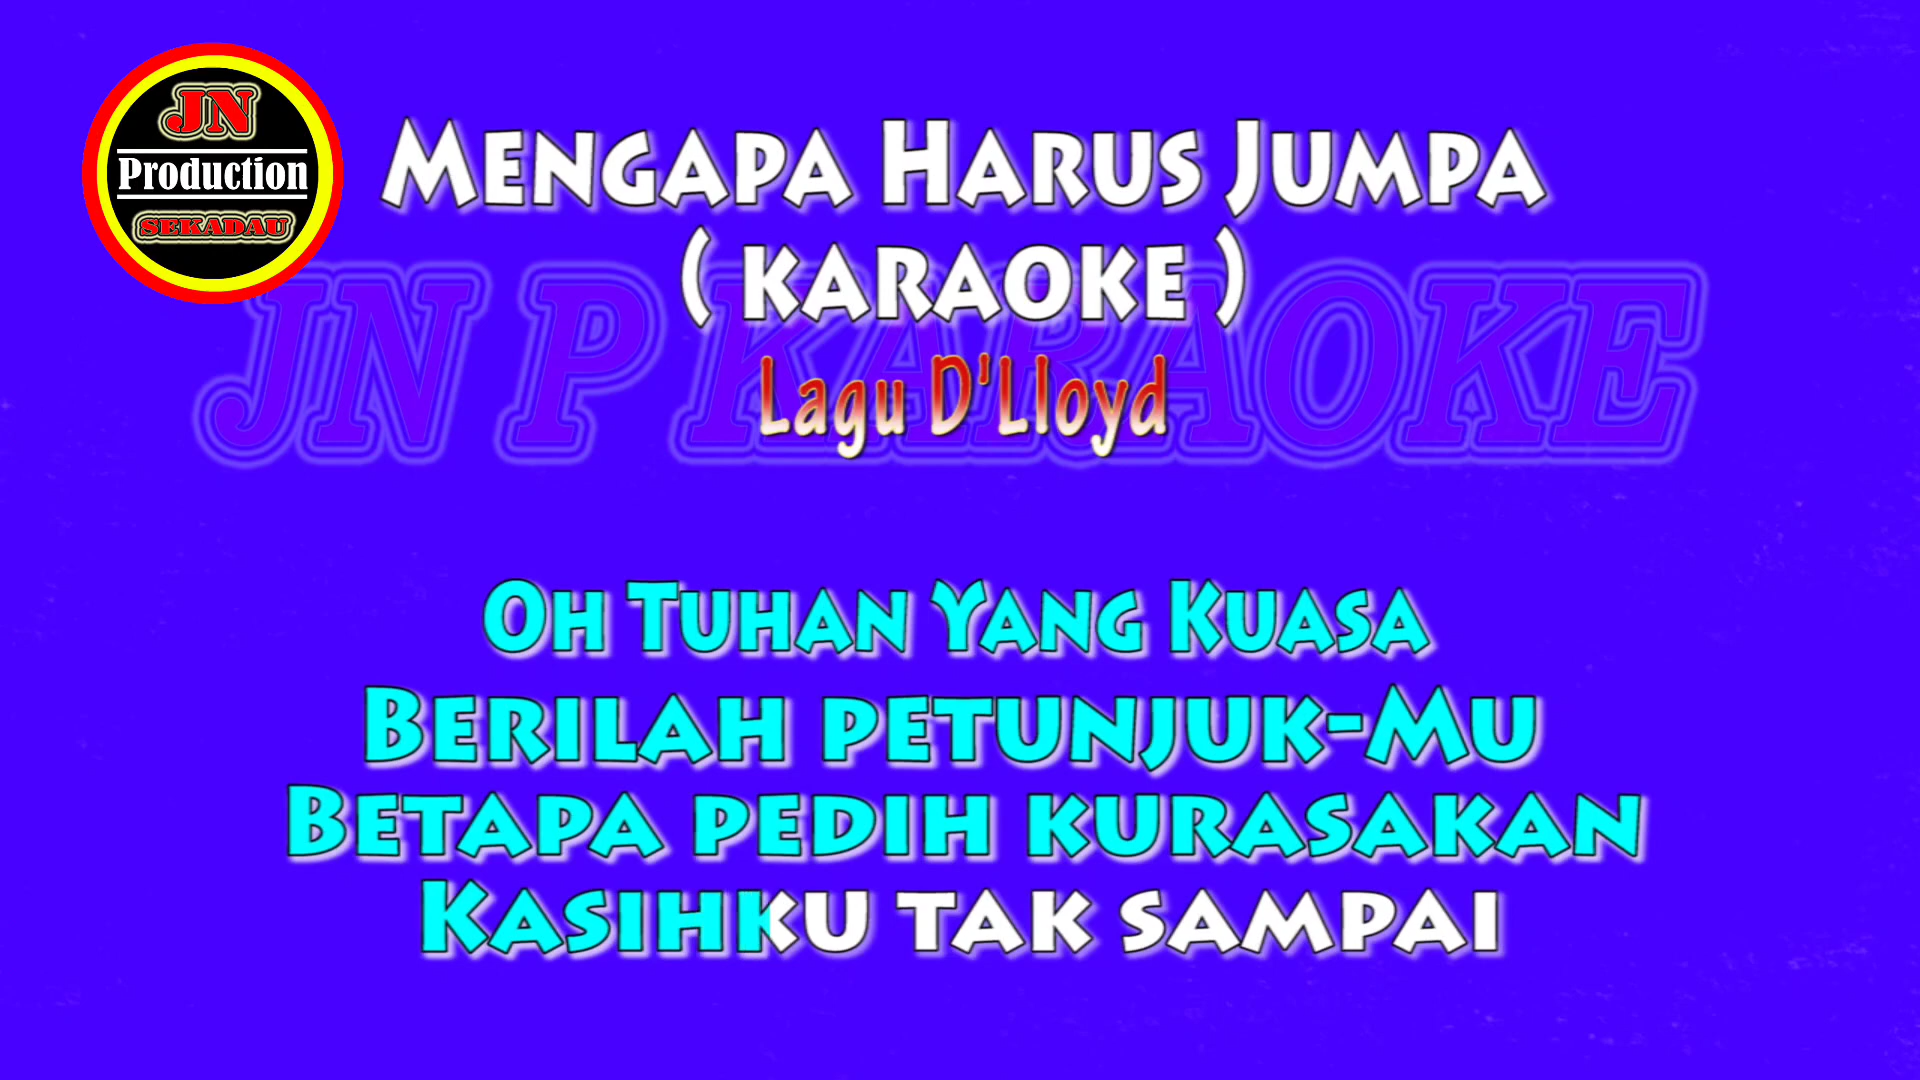 JN
Production
SEKADAU
Mengapa Harus Jumpa
( karaoke )
JN P KARAOKE
Lagu D'Lloyd
Oh Tuhan Yang Kuasa
Berilah petunjuk-Mu
Betapa pedih kurasakan
Kasihku tak sampai